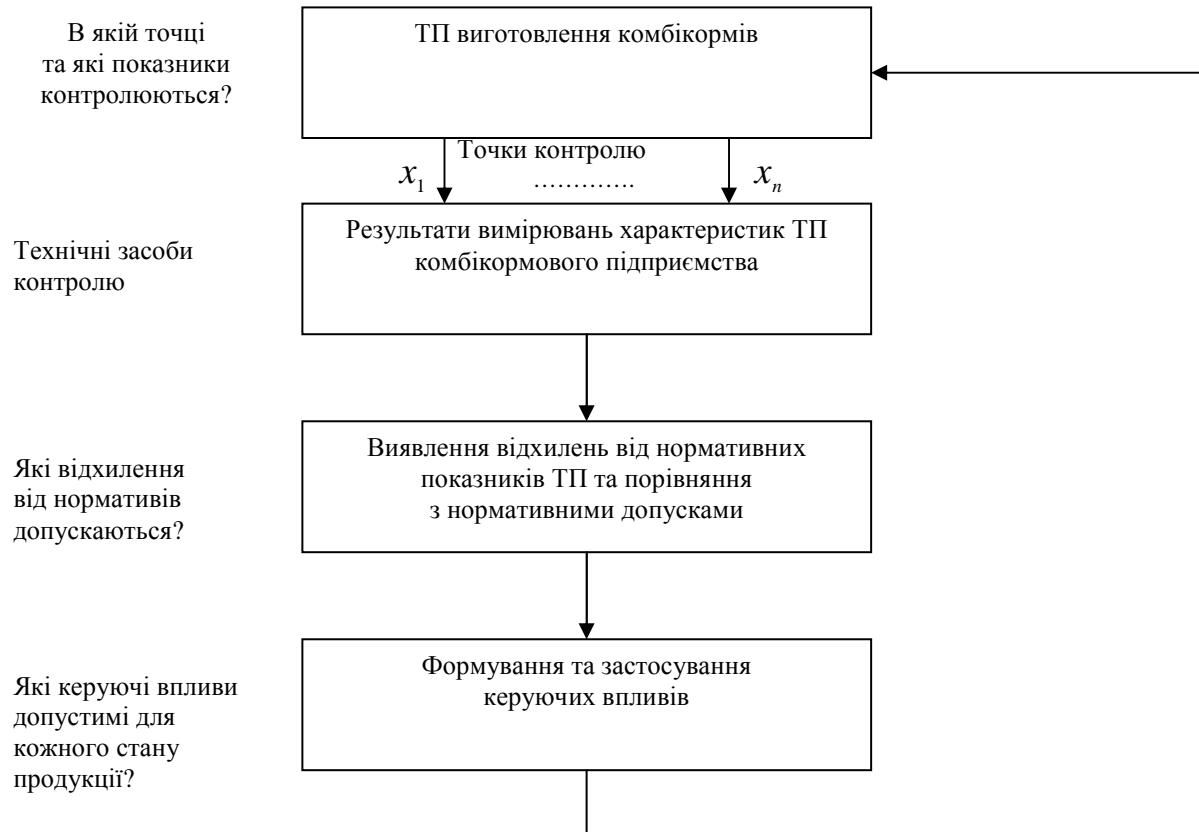 В якій точці
та які показники
контролюються?
ТП виготовлення комбікормів
Точки контролю
x₁ ............. xₙ
Технічні засоби
контролю
Результати вимірювань характеристик ТП
комбікормового підприємства
Які відхилення
від нормативів
допускаються?
Виявлення відхилень від нормативних
показників ТП та порівняння
з нормативними допусками
Які керуючі впливи
допустимі для
кожного стану
продукції?
Формування та застосування
керуючих впливів